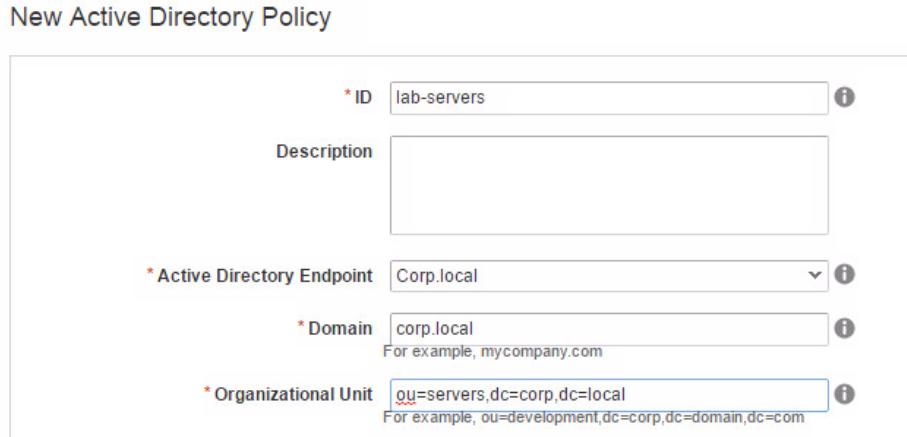 New Active Directory Policy
* ID lab-servers
Description
* Active Directory Endpoint Corp.local
* Domain corp.local
For example, mycompany.com
* Organizational Unit ou=servers,dc=corp,dc=local
For example, ou=development,dc=corp,dc=domain,dc=com